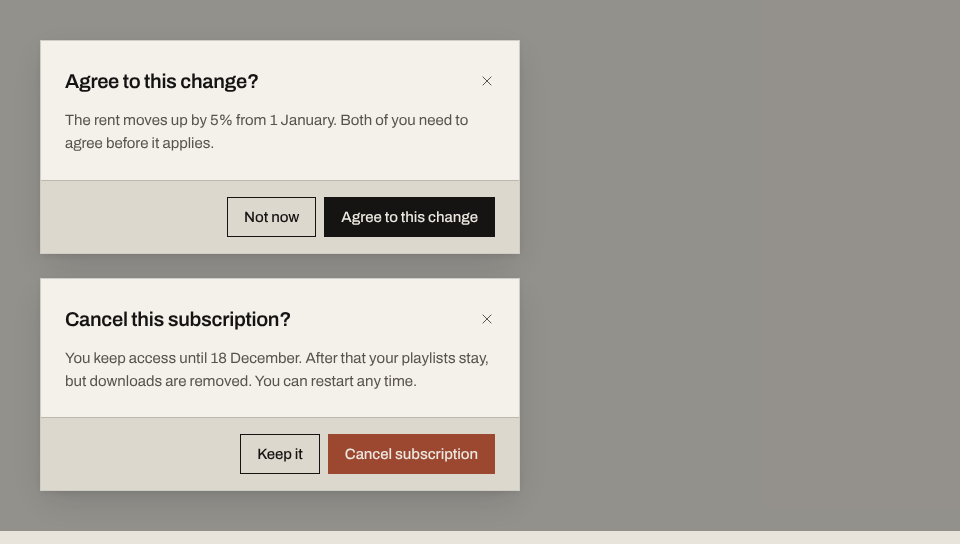 Agree to this change?
The rent moves up by 5% from 1 January. Both of you need to
agree before it applies.
Not now
Agree to this change
Cancel this subscription?
You keep access until 18 December. After that your playlists stay,
but downloads are removed. You can restart any time.
Keep it
Cancel subscription